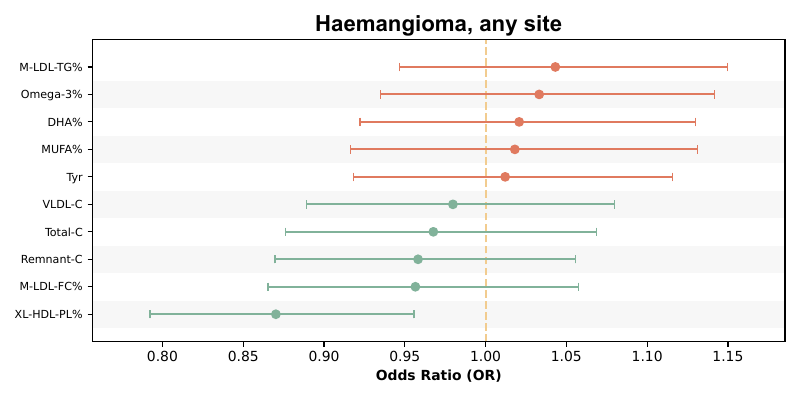 Haemangioma, any site
M-LDL-TG%
Omega-3%
DHA%
MUFA%
Tyr
VLDL-C
Total-C
Remnant-C
M-LDL-FC%
XL-HDL-PL%
0.80 0.85 0.90 0.95 1.00 1.05 1.10 1.15
Odds Ratio (OR)